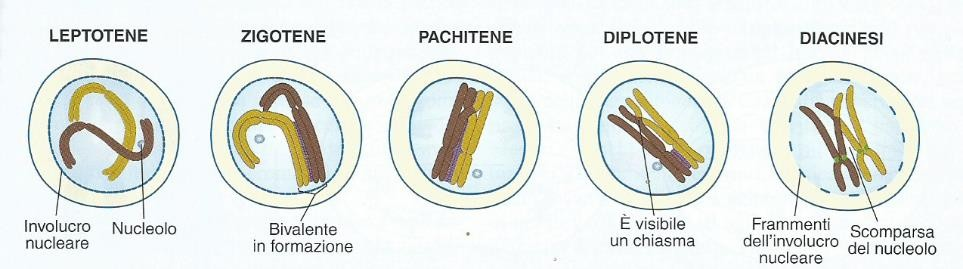 LEPTOTENE
ZIGOTENE
PACHITENE
DIPLOTENE
DIACINESI
Involucro
nucleare
Nucleolo
Bivalente
in formazione
È visibile
un chiasma
Frammenti
dell'involucro
nucleare
Scomparsa
del nucleolo